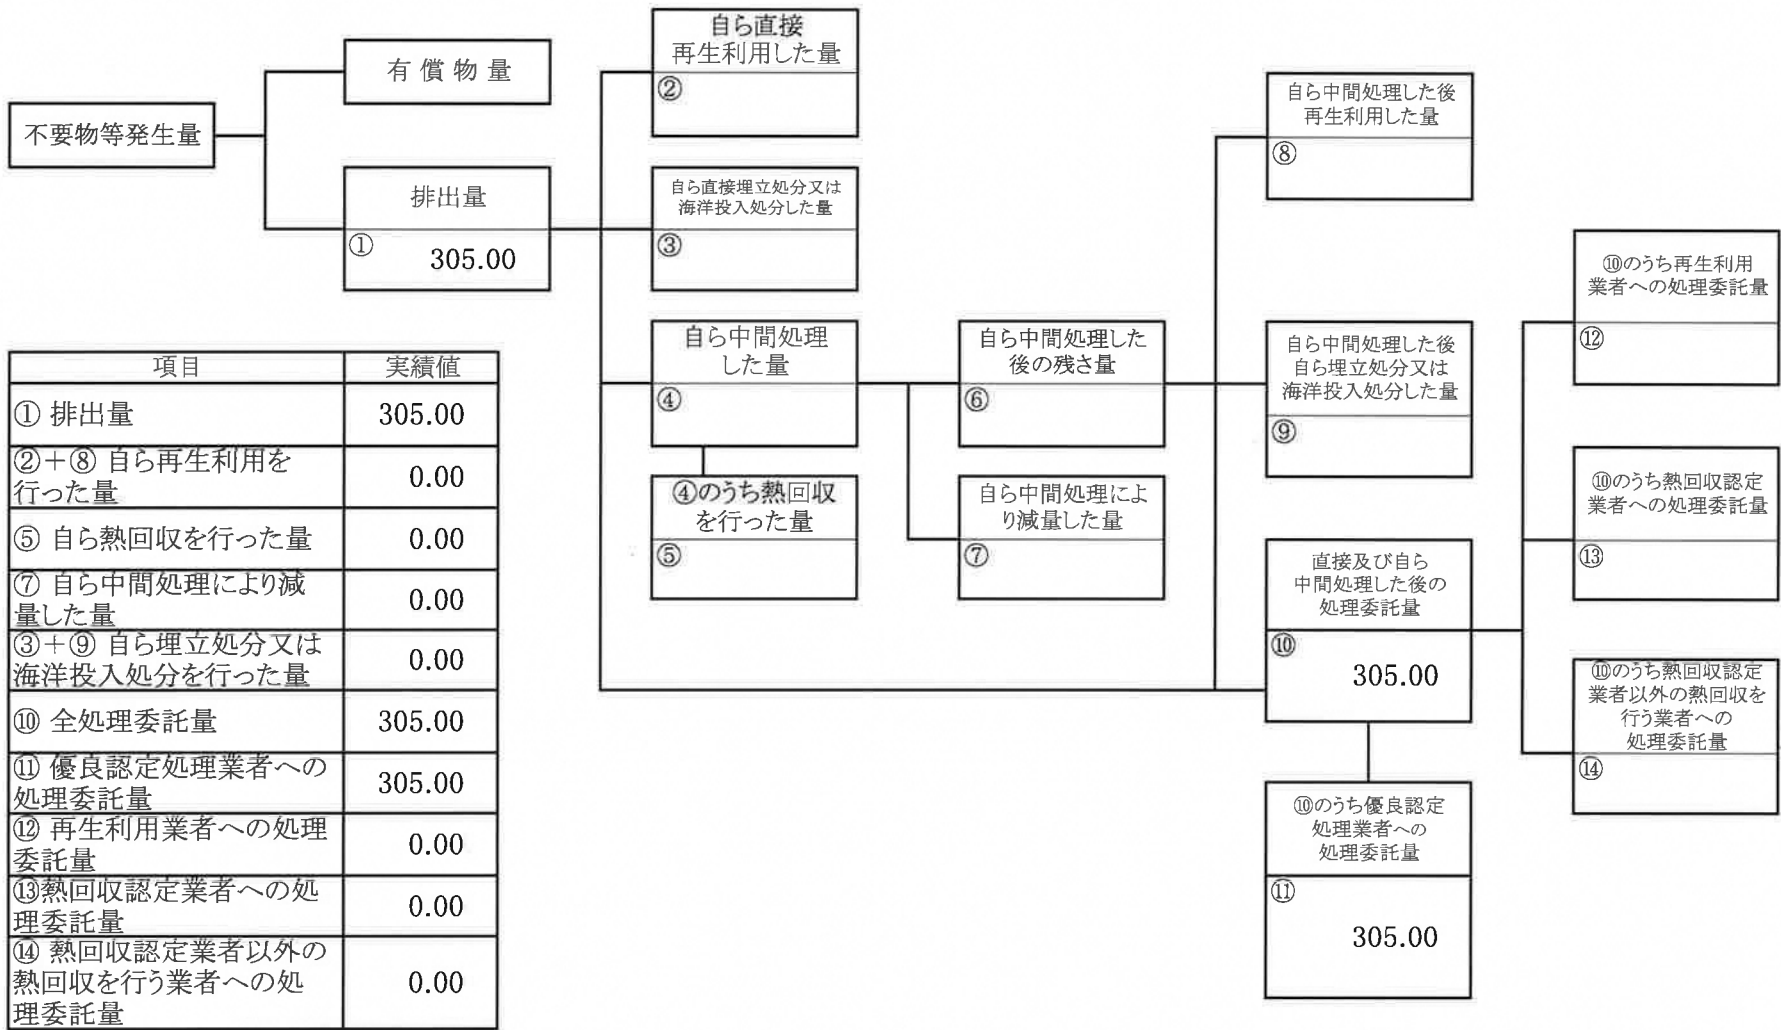 不要物等発生量
有償物量
排出量
①
305.00
自ら直接
再生利用した量
②
自ら直接埋立処分又は
海洋投入処分した量
③
自ら中間処理
した量
④
④のうち熱回収
を行った量
⑤
自ら中間処理した
後の残さ量
⑥
自ら中間処理によ
り減量した量
⑦
自ら中間処理した後
再生利用した量
⑧
自ら中間処理した後
自ら埋立処分又は
海洋投入処分した量
⑨
直接及び自ら
中間処理した後の
処理委託量
⑩
305.00
⑩のうち優良認定
処理業者への
処理委託量
⑪
305.00
⑩のうち再生利用
業者への処理委託量
⑫
⑩のうち熱回収認定
業者への処理委託量
⑬
⑩のうち熱回収認定
業者以外の熱回収を
行う業者への
処理委託量
⑭
項目 実績値
① 排出量 305.00
②＋⑧ 自ら再生利用を
行った量 0.00
⑤ 自ら熱回収を行った量 0.00
⑦ 自ら中間処理により減
量した量 0.00
③＋⑨ 自ら埋立処分又は
海洋投入処分を行った量 0.00
⑩ 全処理委託量 305.00
⑪ 優良認定処理業者への
処理委託量 305.00
⑫ 再生利用業者への処理
委託量 0.00
⑬熱回収認定業者への処
理委託量 0.00
⑭ 熱回収認定業者以外の
熱回収を行う業者への処
理委託量 0.00